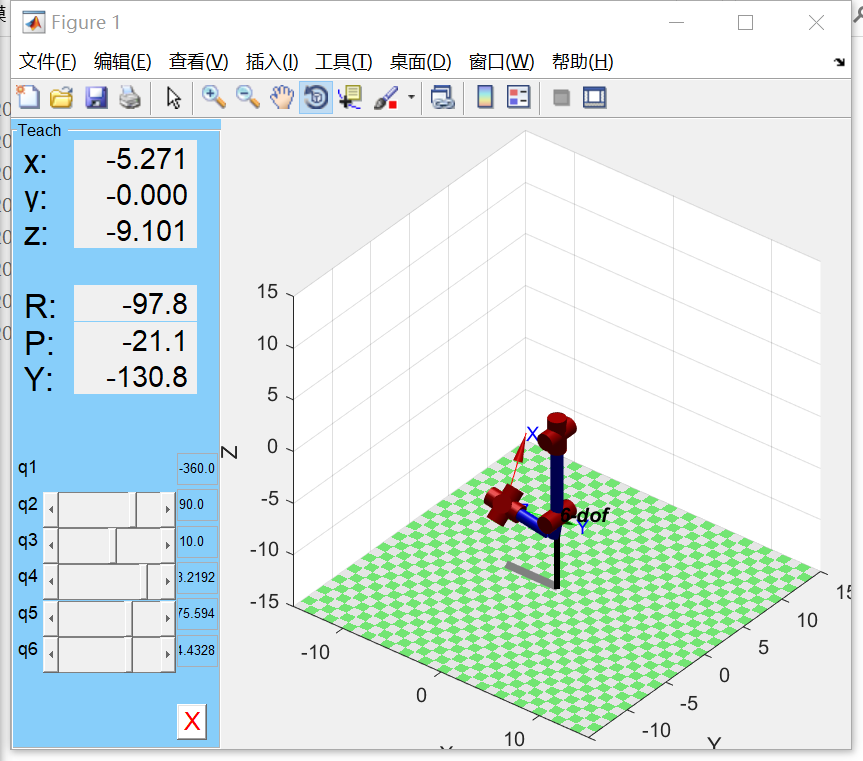 Figure 1
文件(F) 编辑(E) 查看(V) 插入(I) 工具(T) 桌面(D) 窗口(W) 帮助(H)
Teach
x: -5.271
y: -0.000
z: -9.101
R: -97.8
P: -21.1
Y: -130.8
q1 -360.0
q2 90.0
q3 10.0
q4 3.2192
q5 75.594
q6 4.4328
X
15
10
5
0
-5
-10
-15
Z
X
6-dof
Y
-10
0
10
-10
-5
0
5
10
15
Y